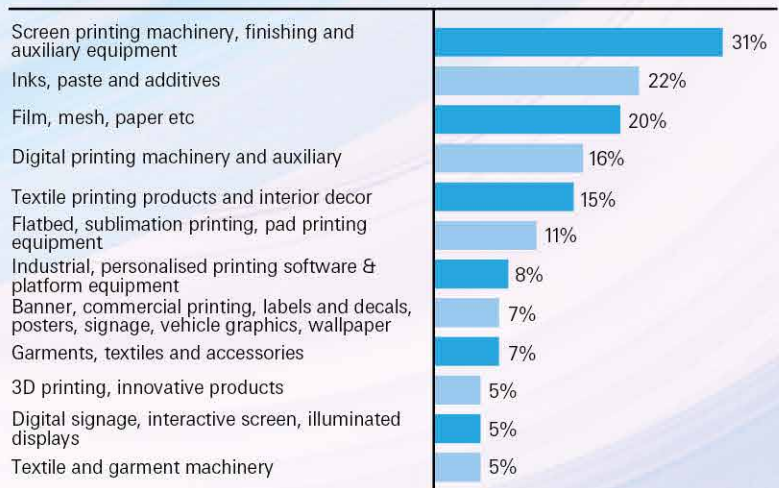 Screen printing machinery, finishing and
auxiliary equipment
31%
Inks, paste and additives
22%
Film, mesh, paper etc
20%
Digital printing machinery and auxiliary
16%
Textile printing products and interior decor
15%
Flatbed, sublimation printing, pad printing
equipment
11%
Industrial, personalised printing software &
platform equipment
8%
Banner, commercial printing, labels and decals,
posters, signage, vehicle graphics, wallpaper
7%
Garments, textiles and accessories
7%
3D printing, innovative products
5%
Digital signage, interactive screen, illuminated
displays
5%
Textile and garment machinery
5%